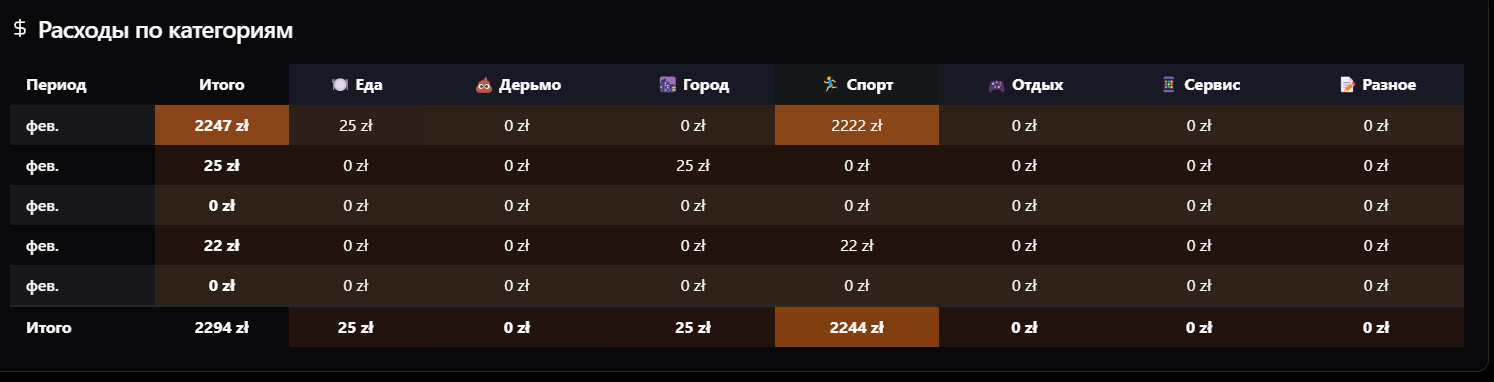 $ Расходы по категориям
Период Итого 🍽️ Еда 💩 Дерьмо 🌃 Город 🏃 Спорт 🎮 Отдых 🧵 Сервис 📝 Разное
фев. 2247 zł 25 zł 0 zł 0 zł 2222 zł 0 zł 0 zł 0 zł
фев. 25 zł 0 zł 0 zł 25 zł 0 zł 0 zł 0 zł 0 zł
фев. 0 zł 0 zł 0 zł 0 zł 0 zł 0 zł 0 zł 0 zł
фев. 22 zł 0 zł 0 zł 0 zł 22 zł 0 zł 0 zł 0 zł
фев. 0 zł 0 zł 0 zł 0 zł 0 zł 0 zł 0 zł 0 zł
Итого 2294 zł 25 zł 0 zł 25 zł 2244 zł 0 zł 0 zł 0 zł